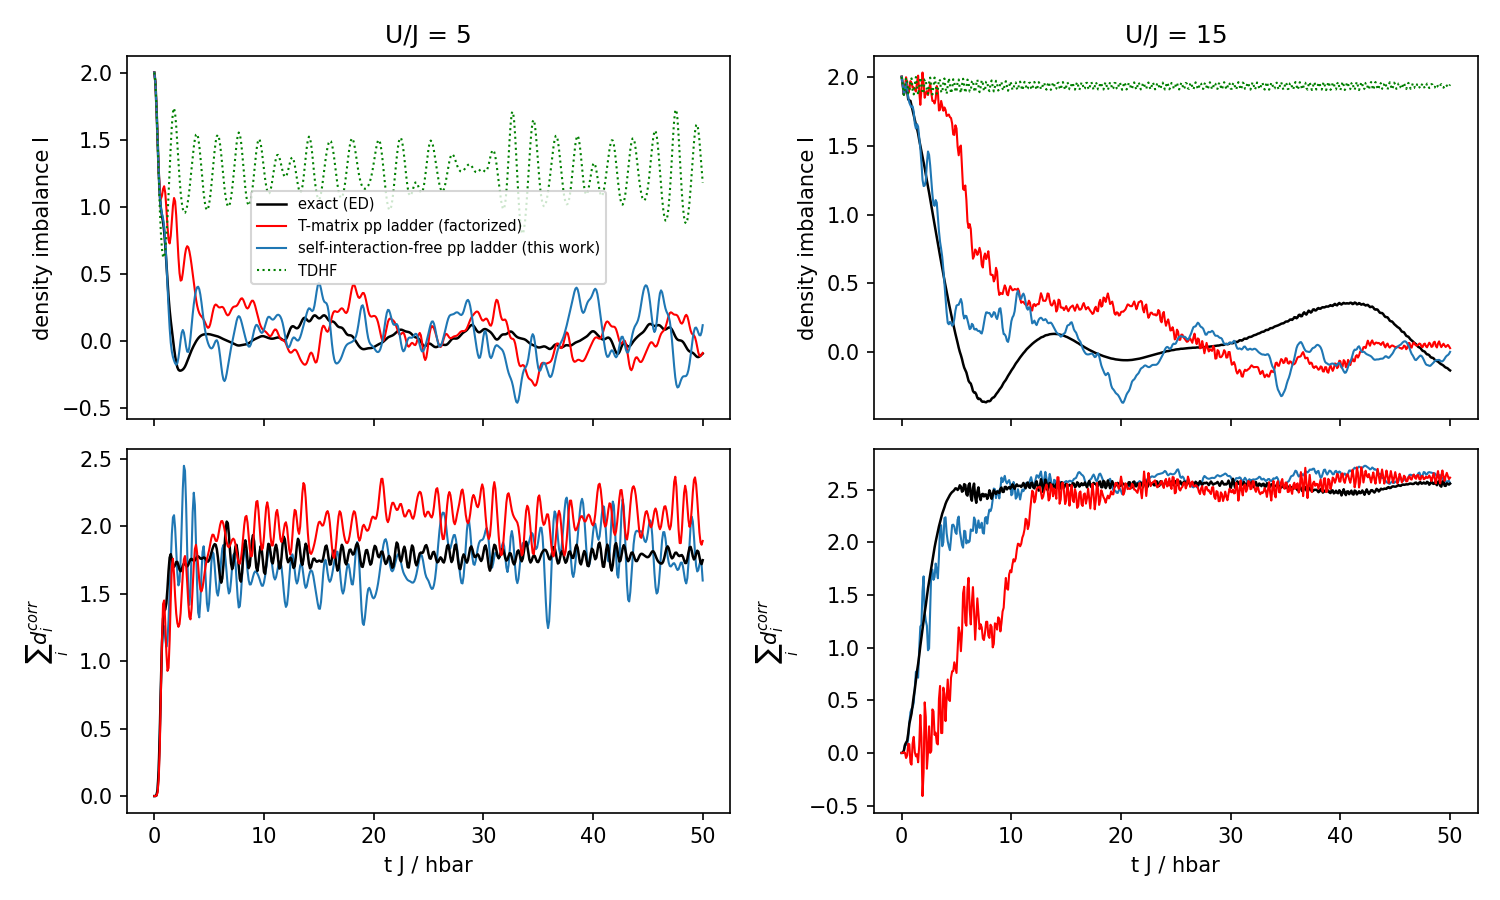 U/J = 5
U/J = 15
density imbalance I
2.0
1.5
1.0
0.5
0.0
−0.5
exact (ED)
T-matrix pp ladder (factorized)
self-interaction-free pp ladder (this work)
TDHF
density imbalance I
2.0
1.5
1.0
0.5
0.0
∑ᵢ dᵢᶜᵒʳʳ
2.5
2.0
1.5
1.0
0.5
0.0
0 10 20 30 40 50
t J / hbar
∑ᵢ dᵢᶜᵒʳʳ
2.5
2.0
1.5
1.0
0.5
0.0
−0.5
0 10 20 30 40 50
t J / hbar